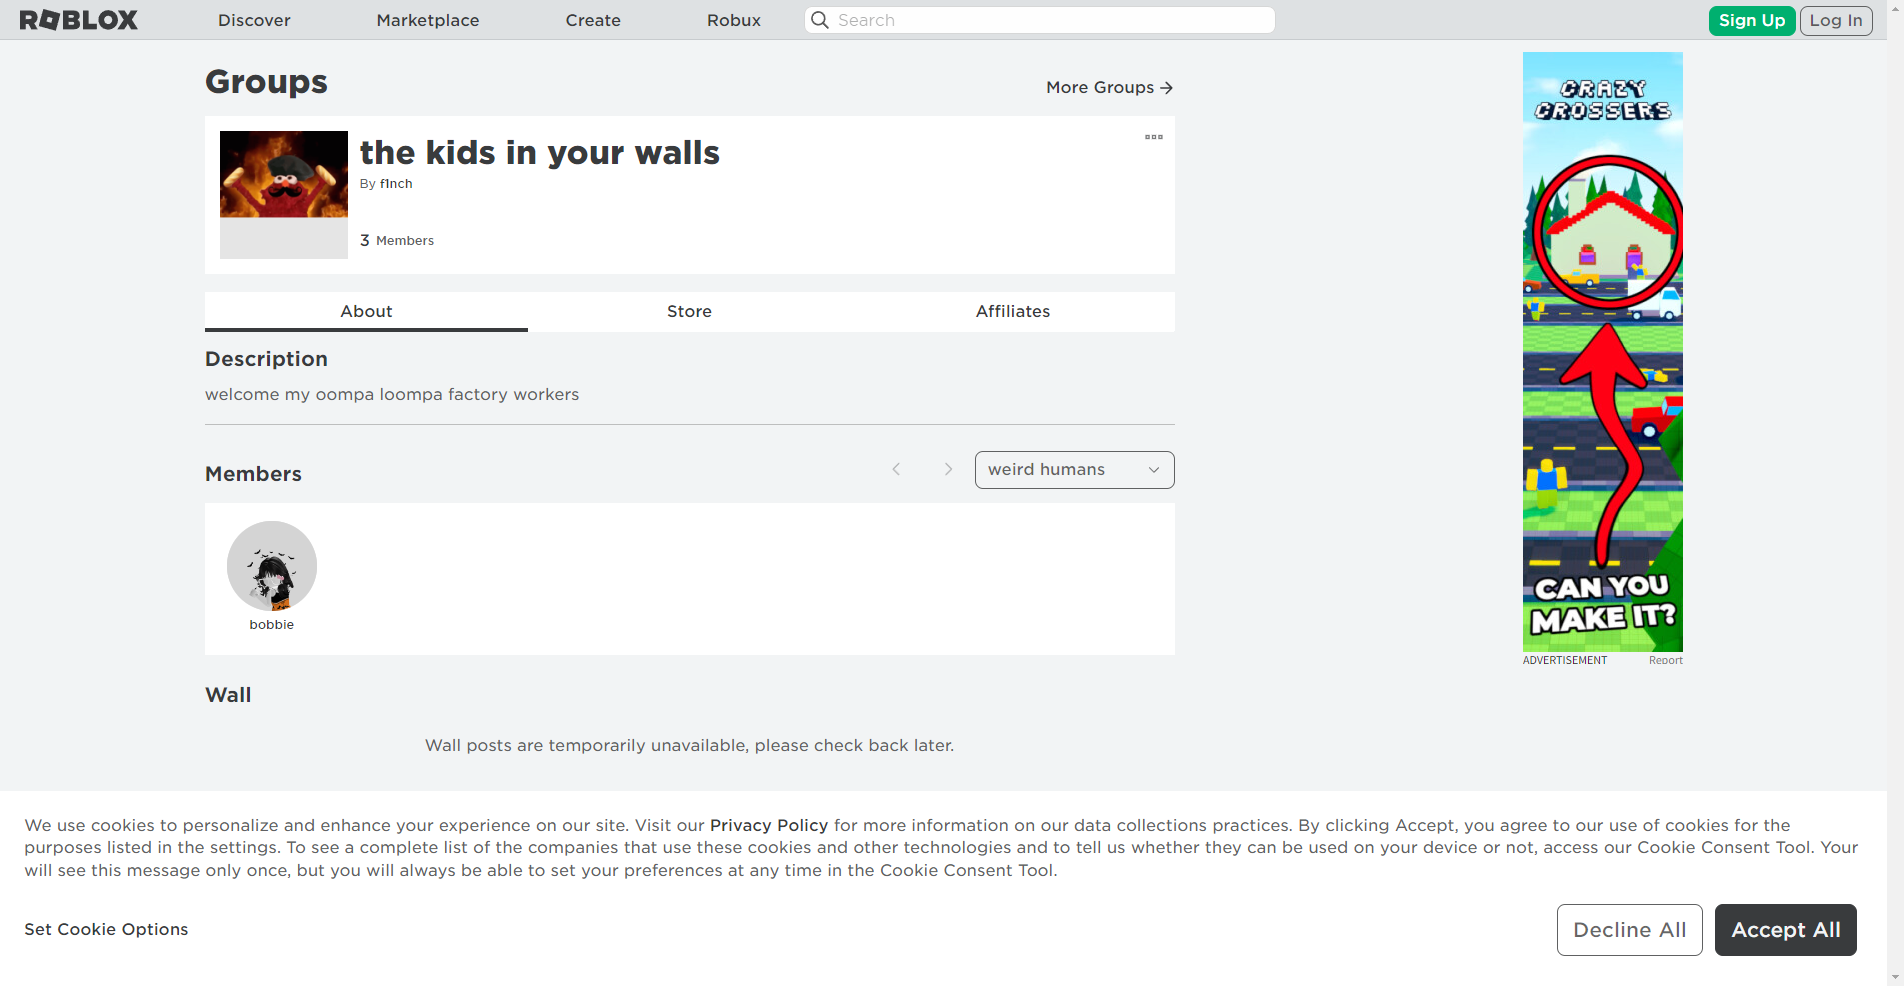 ROBLOX
Discover
Marketplace
Create
Robux
Search
Sign Up
Log In
Groups
More Groups
the kids in your walls
By f1nch
3 Members
About
Store
Affiliates
Description
welcome my oompa loompa factory workers
Members
weird humans
bobbie
Wall
Wall posts are temporarily unavailable, please check back later.
CRAZY
CROSSERS
CAN YOU
MAKE IT?
ADVERTISEMENT
Report
We use cookies to personalize and enhance your experience on our site. Visit our Privacy Policy for more information on our data collections practices. By clicking Accept, you agree to our use of cookies for the
purposes listed in the settings. To see a complete list of the companies that use these cookies and other technologies and to tell us whether they can be used on your device or not, access our Cookie Consent Tool. Your
will see this message only once, but you will always be able to set your preferences at any time in the Cookie Consent Tool.
Set Cookie Options
Decline All
Accept All